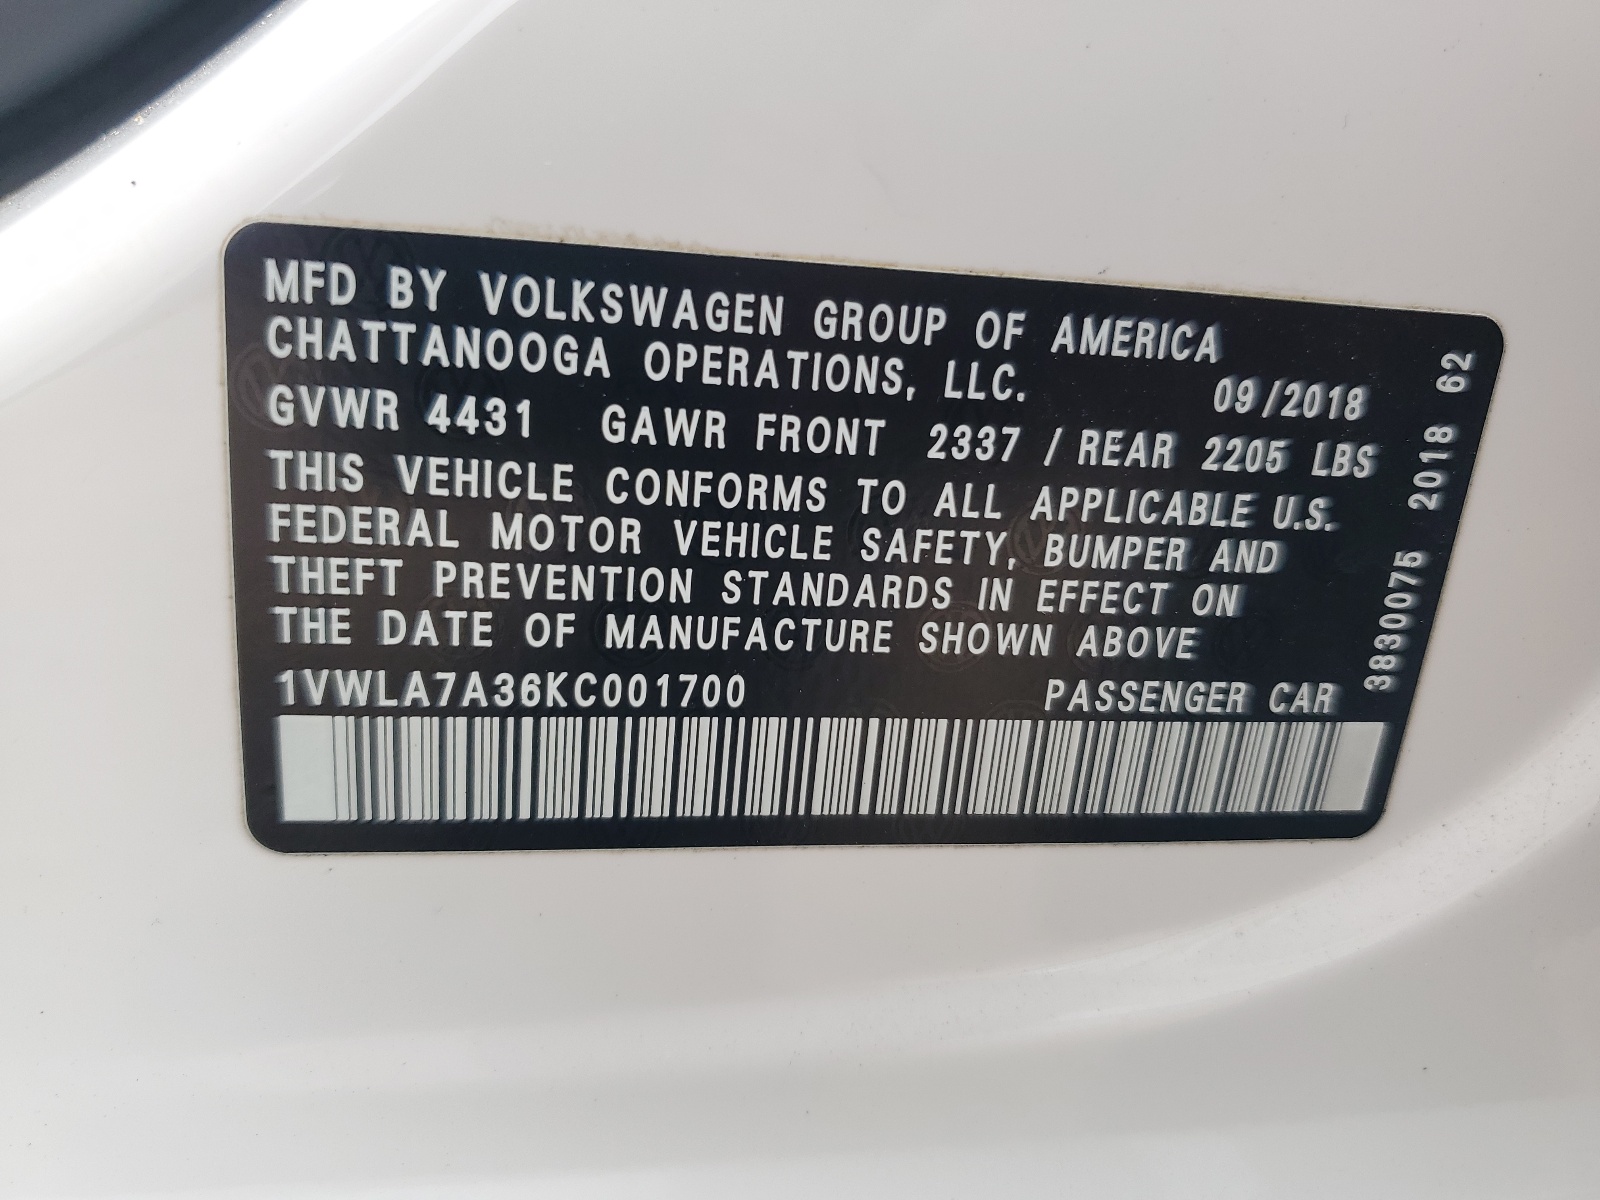 MFD BY VOLKSWAGEN GROUP OF AMERICA
CHATTANOOGA OPERATIONS, LLC.
09/2018
GVWR 4431 GAWR FRONT 2337 / REAR 2205 LBS
THIS VEHICLE CONFORMS TO ALL APPLICABLE U.S.
FEDERAL MOTOR VEHICLE SAFETY, BUMPER AND
THEFT PREVENTION STANDARDS IN EFFECT ON
THE DATE OF MANUFACTURE SHOWN ABOVE
1VWLA7A36KC001700 PASSENGER CAR
3830075 2018 62